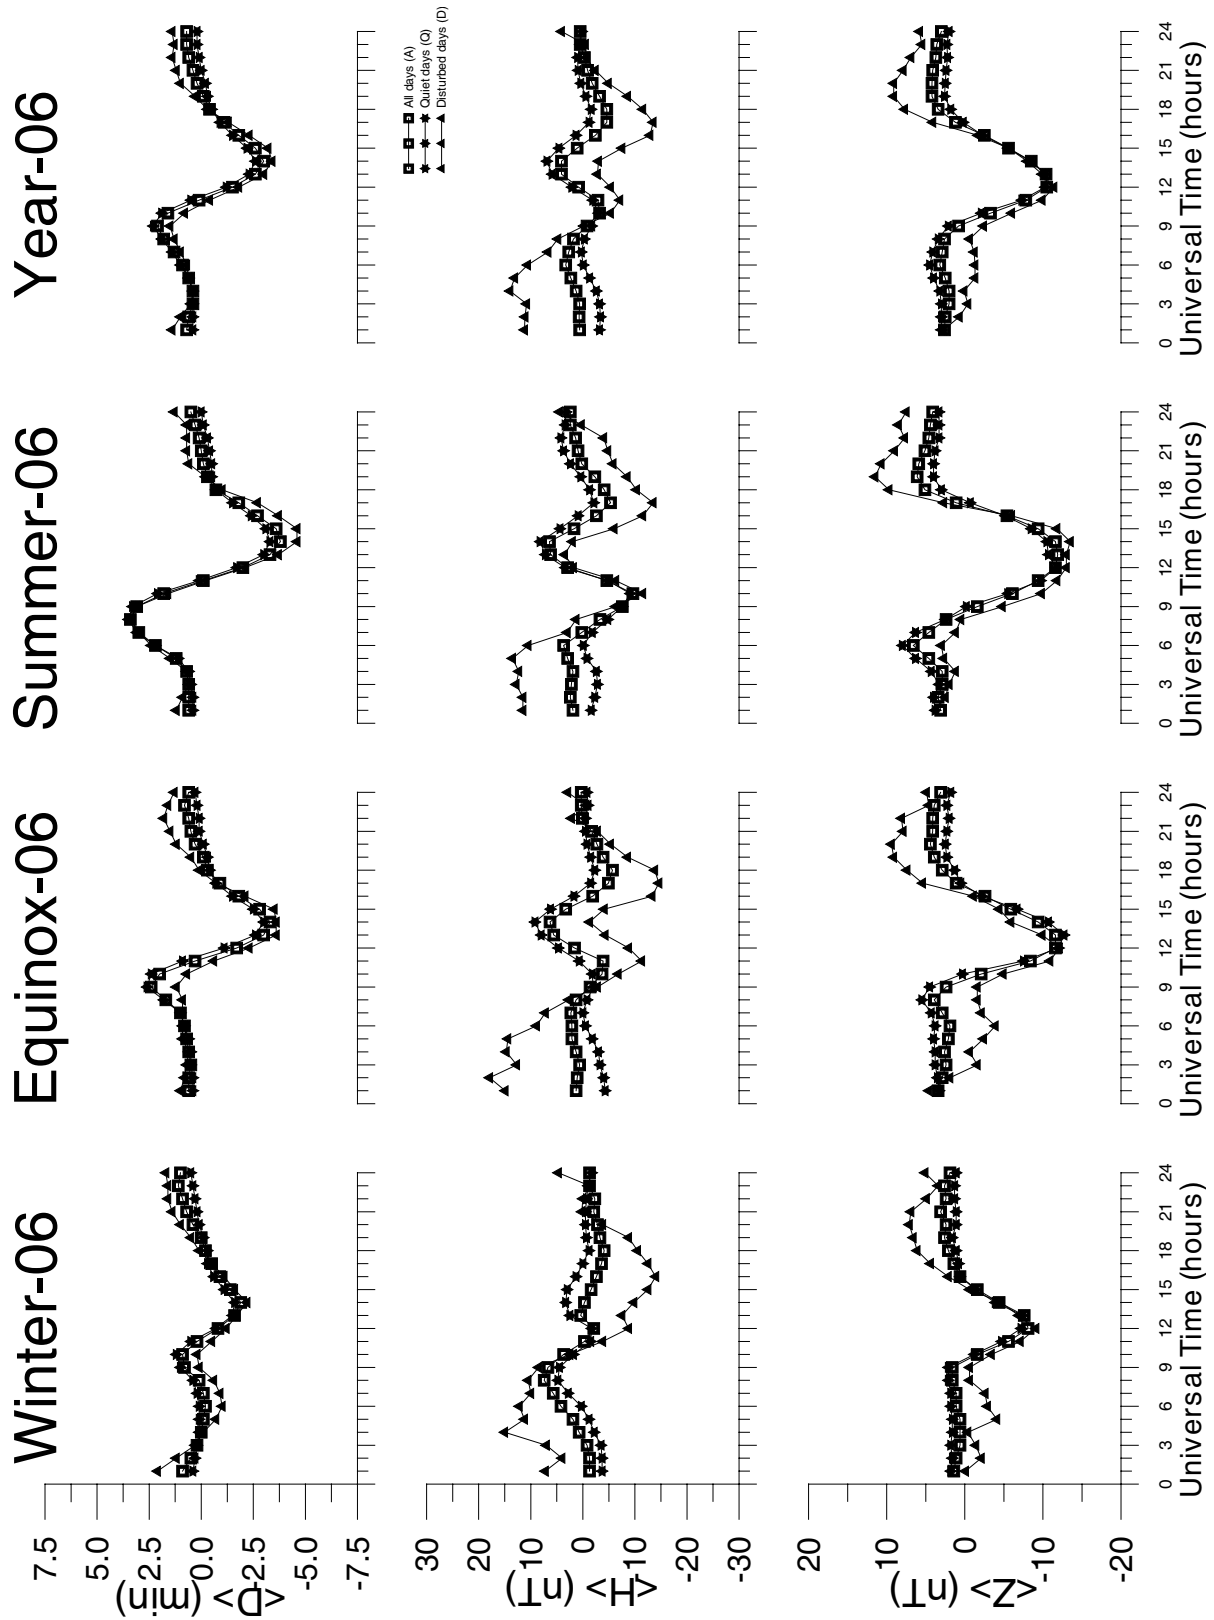 Winter-06
Equinox-06
Summer-06
Year-06
7.5
5.0
2.5
0.0
-2.5
-5.0
-7.5
<D> (min)
All days (A)
Quiet days (Q)
Disturbed days (D)
30
20
10
0
-10
-20
-30
<H> (nT)
20
10
0
-10
-20
<Z> (nT)
0 3 6 9 12 15 18 21 24
0 3 6 9 12 15 18 21 24
0 3 6 9 12 15 18 21 24
0 3 6 9 12 15 18 21 24
Universal Time (hours)
Universal Time (hours)
Universal Time (hours)
Universal Time (hours)